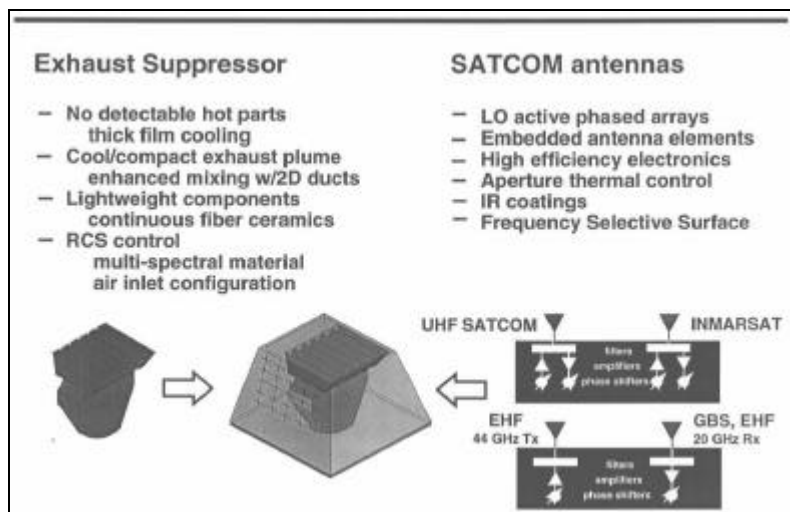 Exhaust Suppressor
– No detectable hot parts
thick film cooling
– Cool/compact exhaust plume
enhanced mixing w/2D ducts
– Lightweight components
continuous fiber ceramics
– RCS control
multi-spectral material
air inlet configuration
SATCOM antennas
– LO active phased arrays
– Embedded antenna elements
– High efficiency electronics
– Aperture thermal control
– IR coatings
– Frequency Selective Surface
UHF SATCOM
INMARSAT
filters
amplifiers
phase shifters
EHF
44 GHz Tx
GBS, EHF
20 GHz Rx
filters
amplifiers
phase shifters